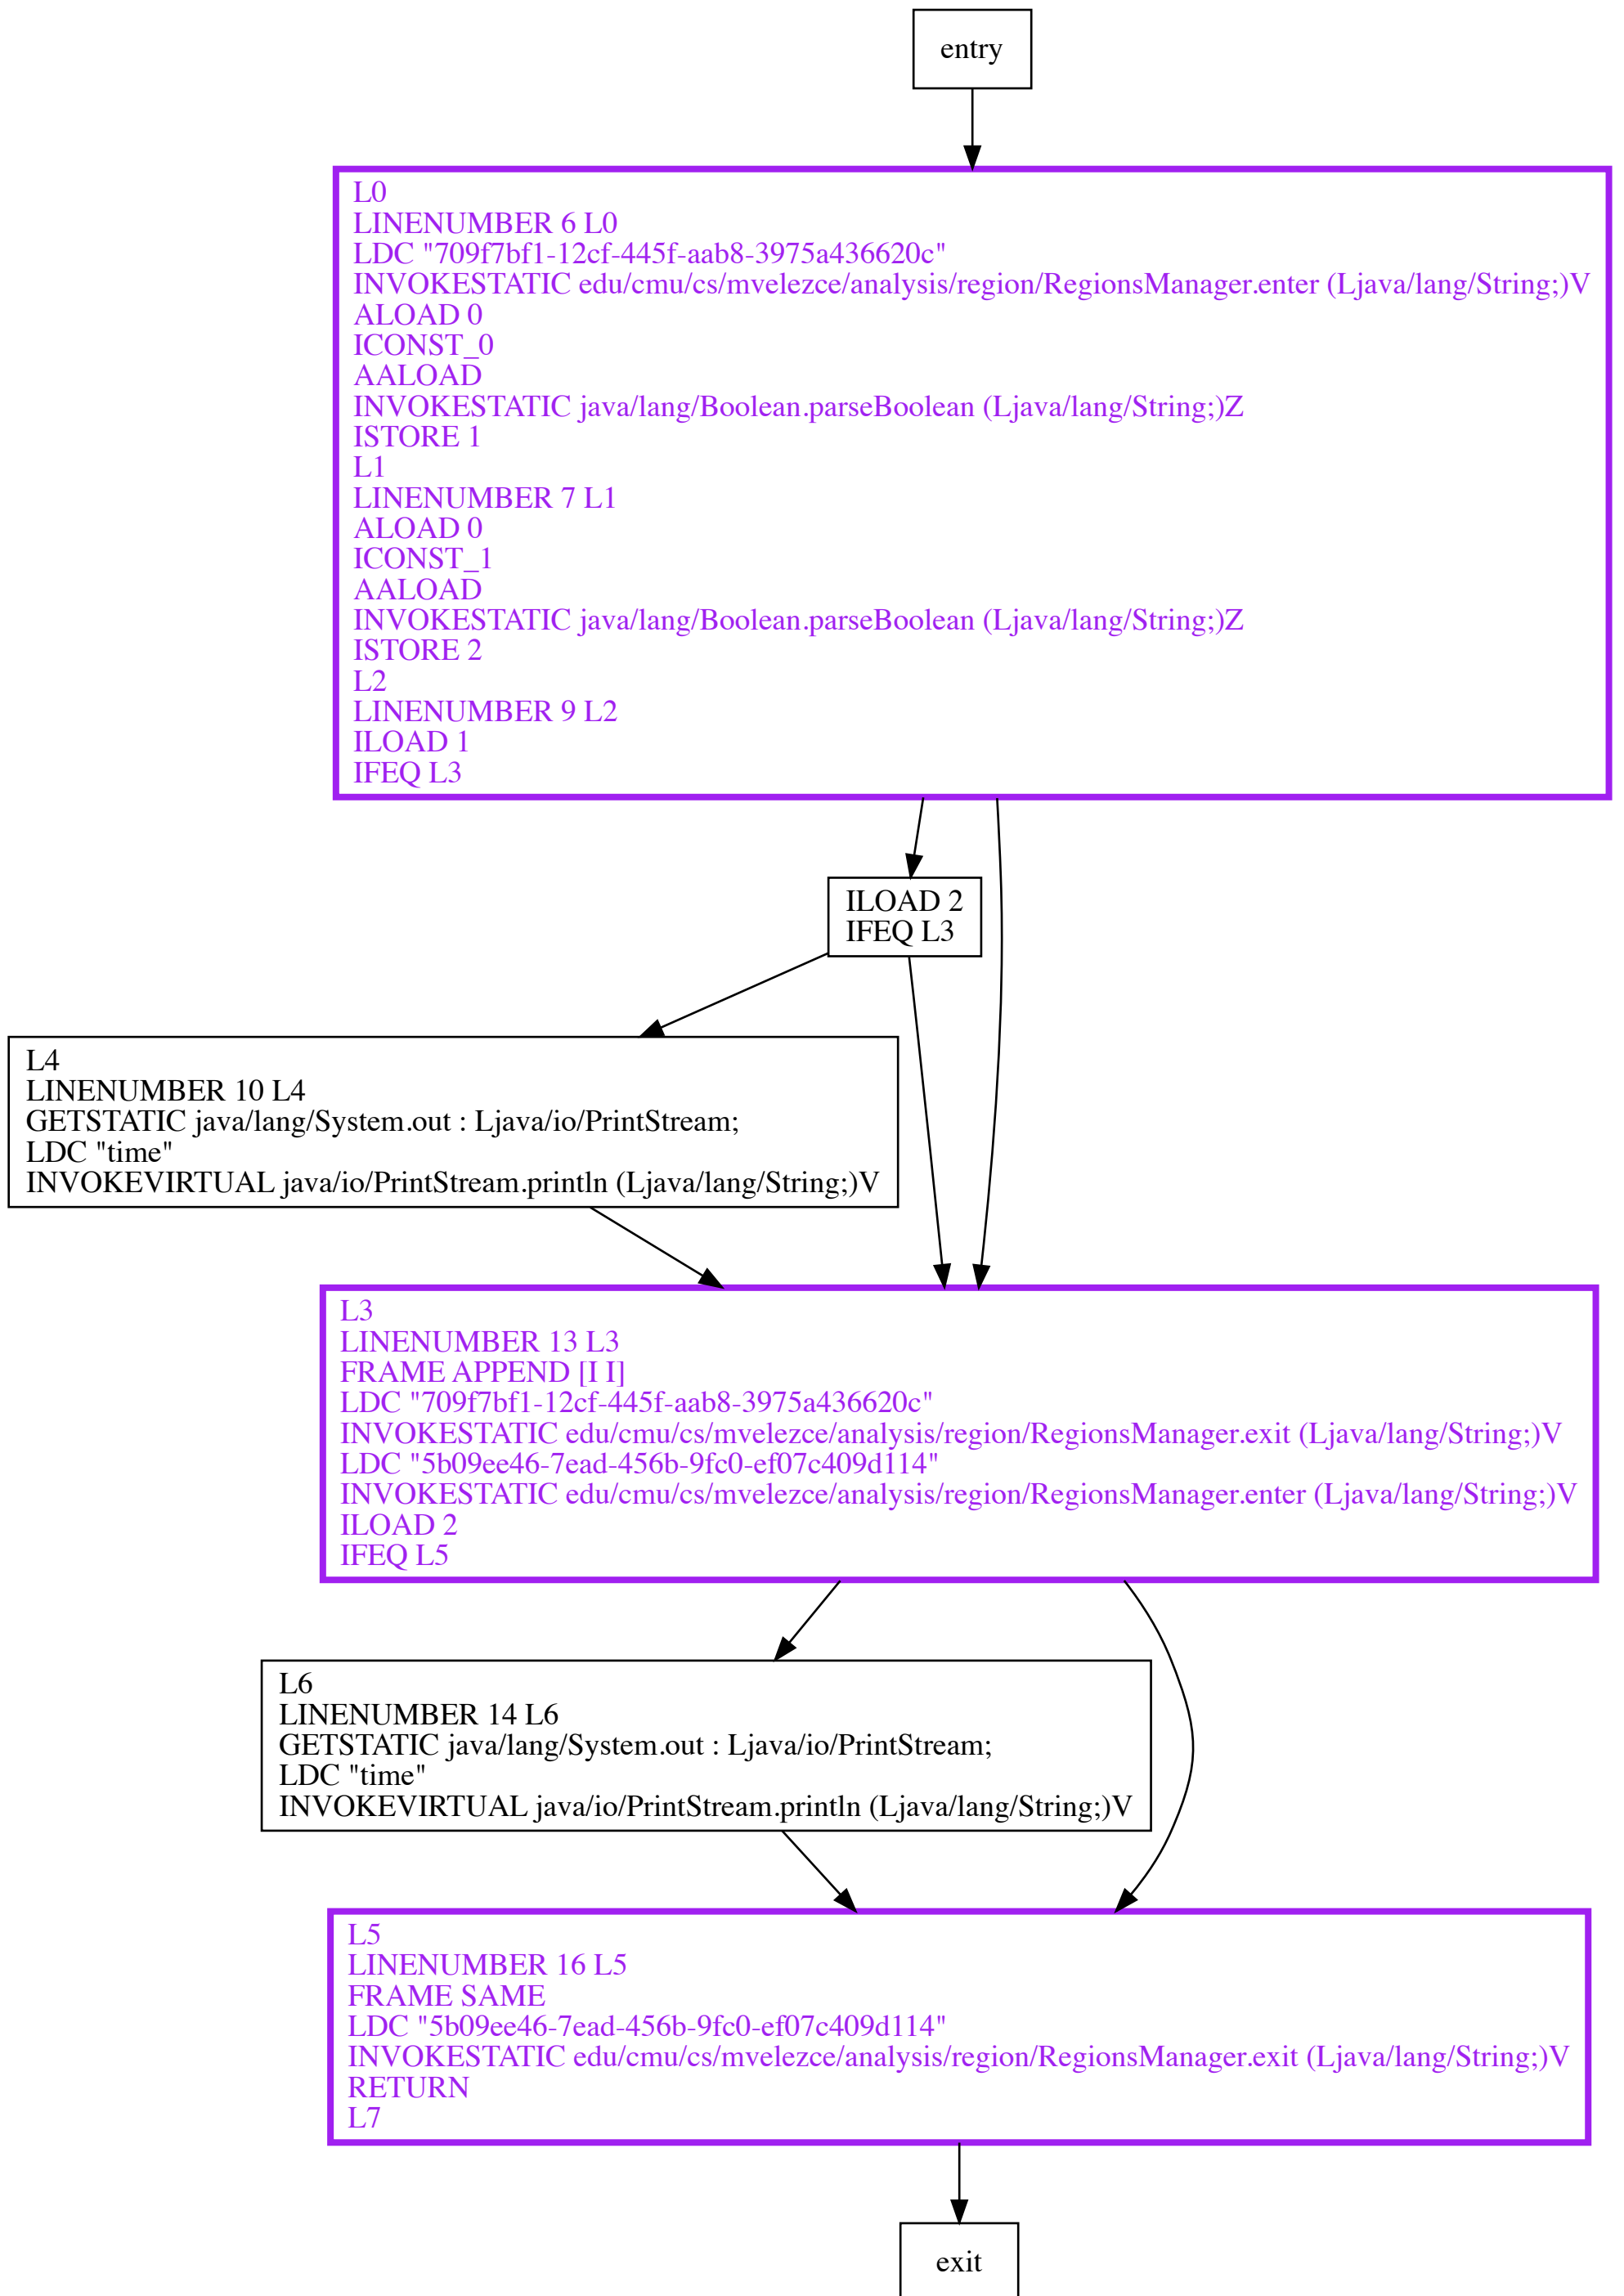 entry
L0
LINENUMBER 6 L0
LDC "709f7bf1-12cf-445f-aab8-3975a436620c"
INVOKESTATIC edu/cmu/cs/mvelezce/analysis/region/RegionsManager.enter (Ljava/lang/String;)V
ALOAD 0
ICONST_0
AALOAD
INVOKESTATIC java/lang/Boolean.parseBoolean (Ljava/lang/String;)Z
ISTORE 1
L1
LINENUMBER 7 L1
ALOAD 0
ICONST_1
AALOAD
INVOKESTATIC java/lang/Boolean.parseBoolean (Ljava/lang/String;)Z
ISTORE 2
L2
LINENUMBER 9 L2
ILOAD 1
IFEQ L3
ILOAD 2
IFEQ L3
L4
LINENUMBER 10 L4
GETSTATIC java/lang/System.out : Ljava/io/PrintStream;
LDC "time"
INVOKEVIRTUAL java/io/PrintStream.println (Ljava/lang/String;)V
L3
LINENUMBER 13 L3
FRAME APPEND [I I]
LDC "709f7bf1-12cf-445f-aab8-3975a436620c"
INVOKESTATIC edu/cmu/cs/mvelezce/analysis/region/RegionsManager.exit (Ljava/lang/String;)V
LDC "5b09ee46-7ead-456b-9fc0-ef07c409d114"
INVOKESTATIC edu/cmu/cs/mvelezce/analysis/region/RegionsManager.enter (Ljava/lang/String;)V
ILOAD 2
IFEQ L5
L6
LINENUMBER 14 L6
GETSTATIC java/lang/System.out : Ljava/io/PrintStream;
LDC "time"
INVOKEVIRTUAL java/io/PrintStream.println (Ljava/lang/String;)V
L5
LINENUMBER 16 L5
FRAME SAME
LDC "5b09ee46-7ead-456b-9fc0-ef07c409d114"
INVOKESTATIC edu/cmu/cs/mvelezce/analysis/region/RegionsManager.exit (Ljava/lang/String;)V
RETURN
L7
exit